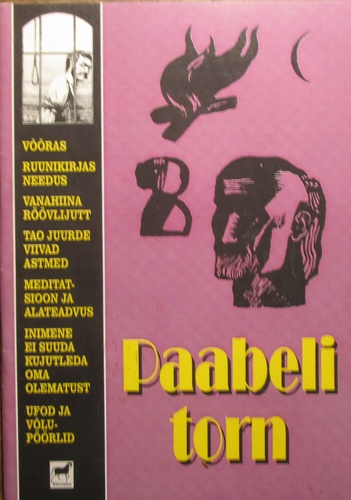 VÕÕRAS
RUUNIKIRJAS
NEEDUS
VANAHIINA
RÖÖVLIJUTT
TAO JUURDE
VIIVAD
ASTMED
MEDITAT-
SIOON JA
ALATEADVUS
INIMENE
EI SUUDA
KUJUTLEDA
OMA
OLEMATUST
UFOD JA
VÕLU-
PÖÖRLID
Paabeli
torn